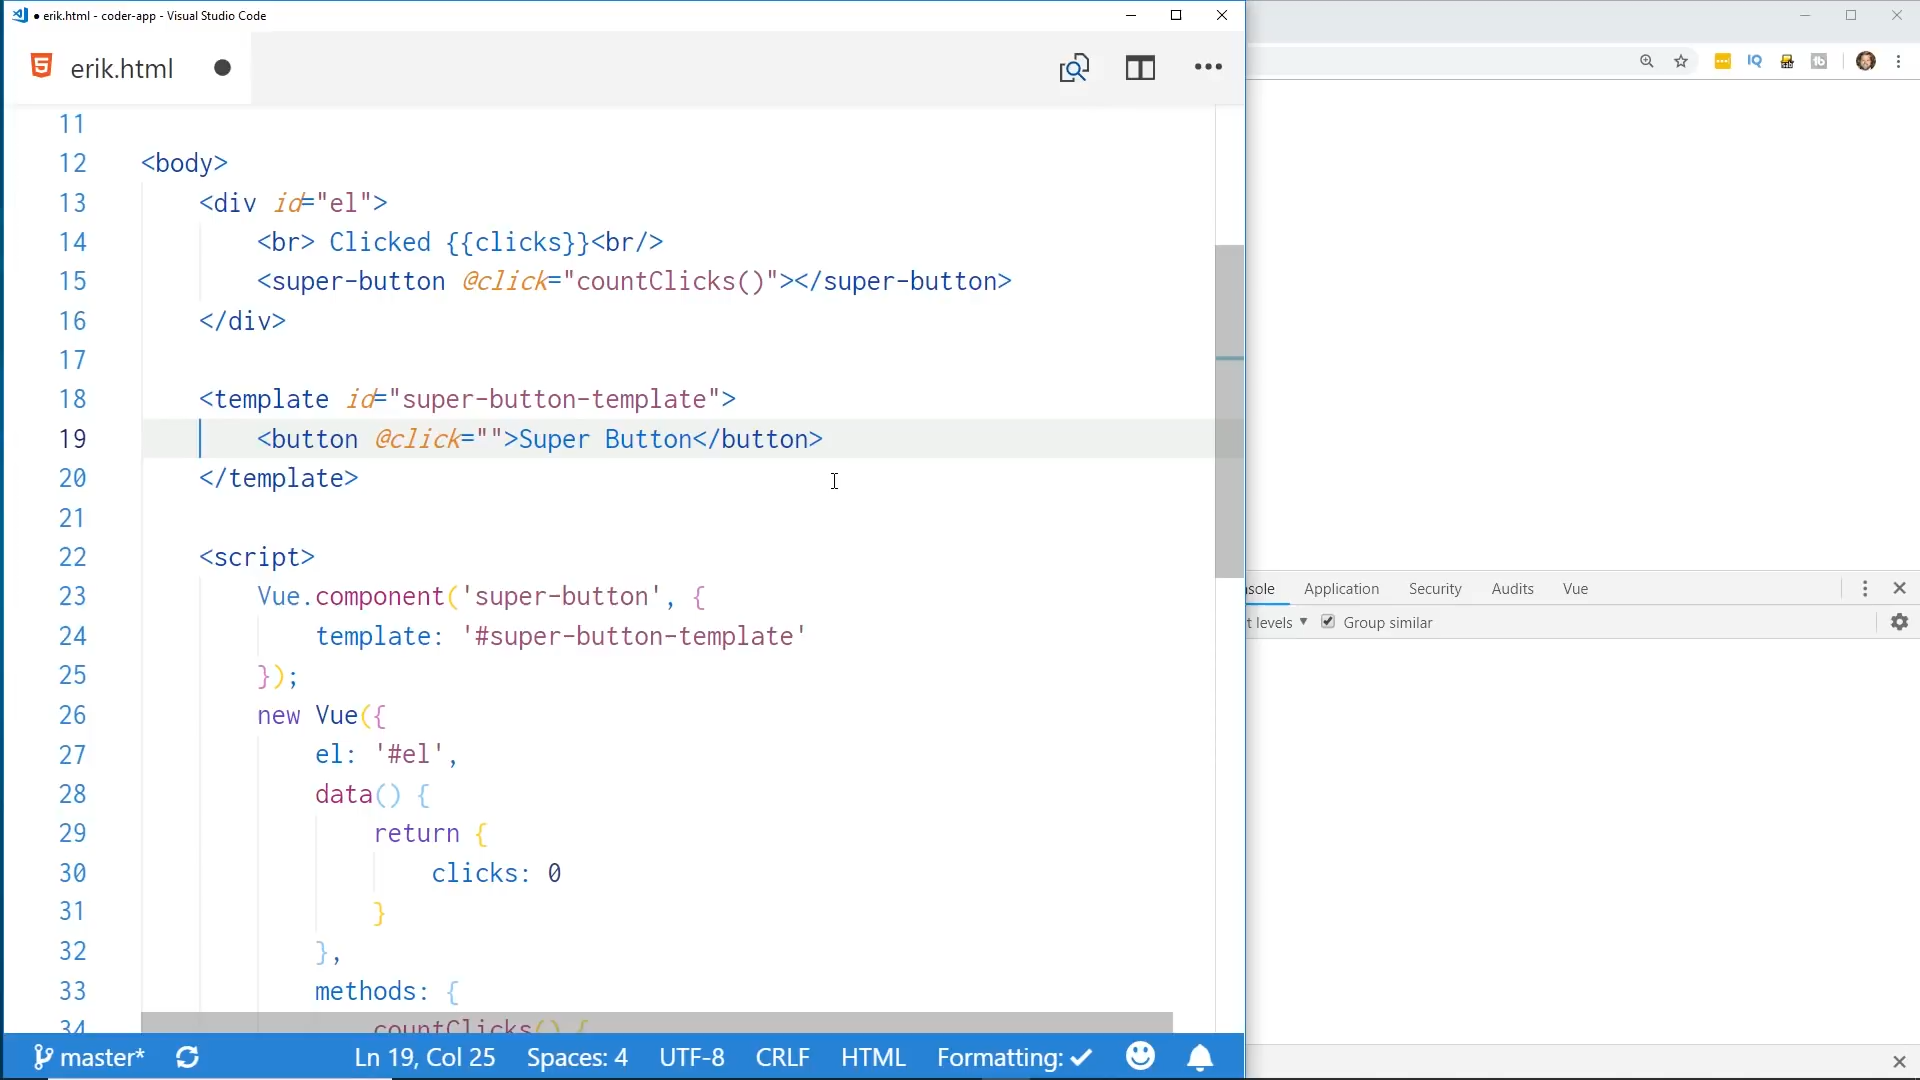 erik.html - coder-app - Visual Studio Code
erik.html
11
12 <body>
13 <div id="el">
14 <br> Clicked {{clicks}}<br/>
15 <super-button @click="countClicks()"></super-button>
16 </div>
17
18 <template id="super-button-template">
19 <button @click="">Super Button</button>
20 </template>
21
22 <script>
23 Vue.component('super-button', {
24 template: '#super-button-template'
25 });
26 new Vue({
27 el: '#el',
28 data() {
29 return {
30 clicks: 0
31 }
32 },
33 methods: {
34 countClicks() {
master* Ln 19, Col 25 Spaces: 4 UTF-8 CRLF HTML Formatting: ✓
IQ
sole Application Security Audits Vue
t levels ▼ Group similar